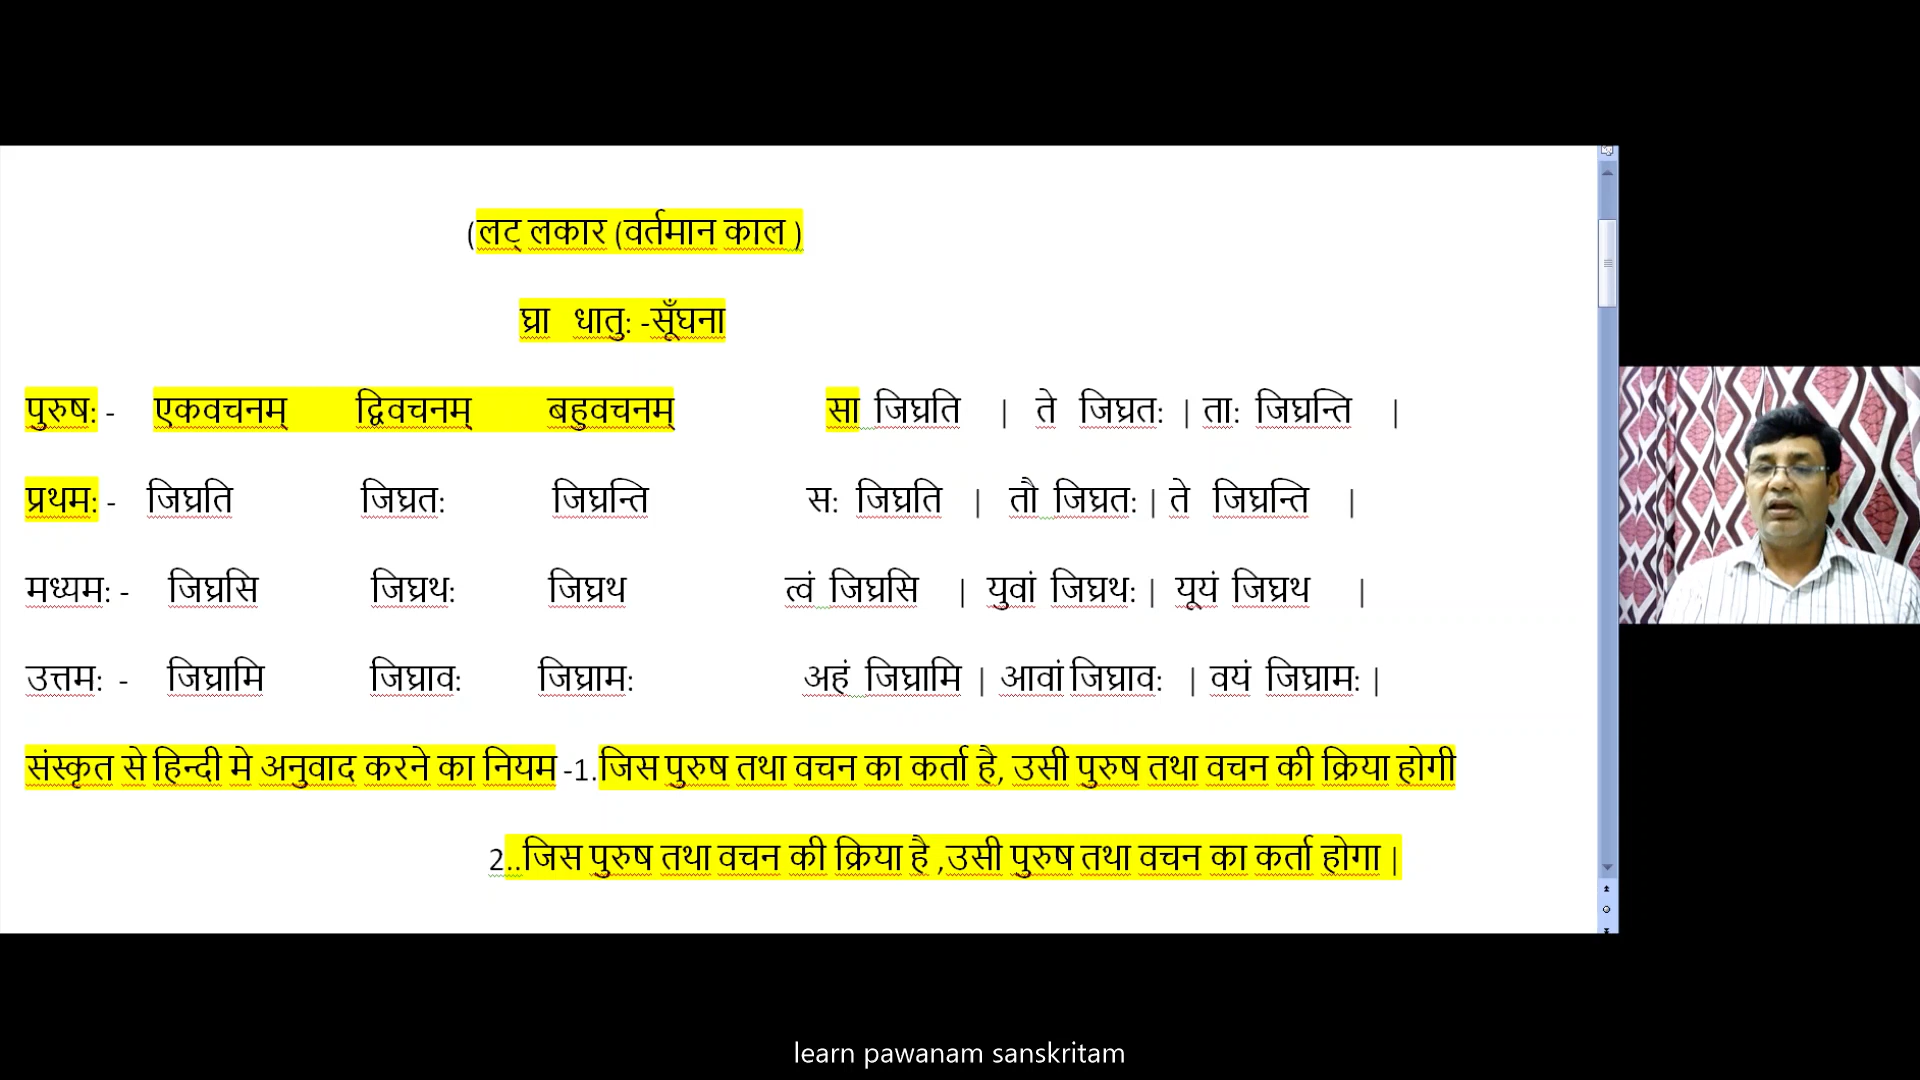 (लट् लकार (वर्तमान काल )
घ्रा धातु: -सूँघना
पुरुष: - एकवचनम् द्विवचनम् बहुवचनम् सा जिघ्रति | ते जिघ्रत: | ता: जिघ्रन्ति |
प्रथम: - जिघ्रति जिघ्रत: जिघ्रन्ति स: जिघ्रति | तौ जिघ्रत: | ते जिघ्रन्ति |
मध्यम: - जिघ्रसि जिघ्रथ: जिघ्रथ त्वं जिघ्रसि | युवां जिघ्रथ: | यूयं जिघ्रथ |
उत्तम: - जिघ्रामि जिघ्राव: जिघ्राम: अहं जिघ्रामि | आवां जिघ्राव: | वयं जिघ्राम: |
संस्कृत से हिन्दी मे अनुवाद करने का नियम -1.जिस पुरुष तथा वचन का कर्ता है, उसी पुरुष तथा वचन की क्रिया होगी
2..जिस पुरुष तथा वचन की क्रिया है ,उसी पुरुष तथा वचन का कर्ता होगा |
learn pawanam sanskritam